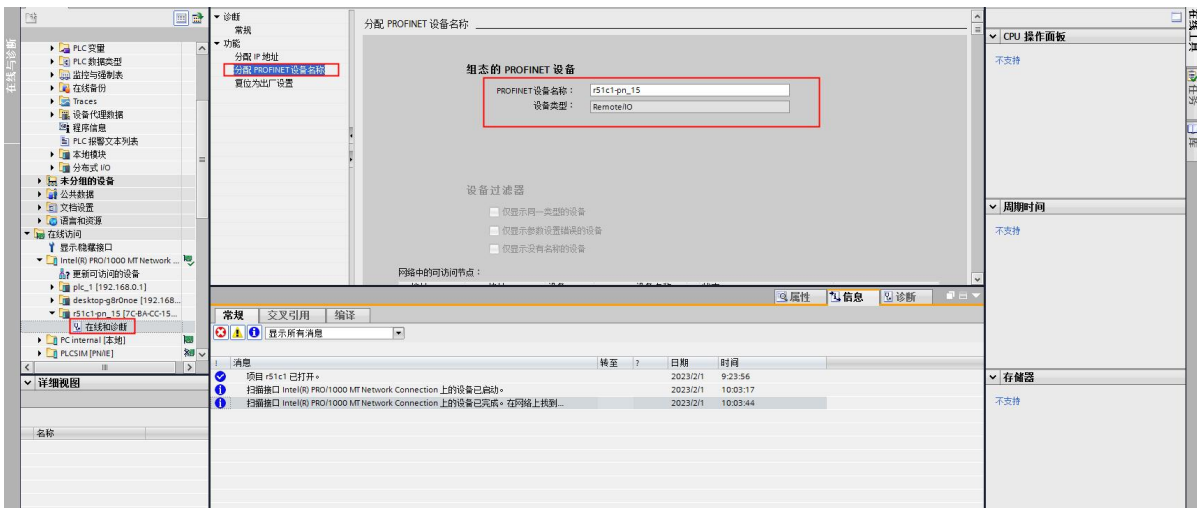 在线与诊断
PLC 变量
PLC 数据类型
监控与强制表
在线备份
Traces
设备代理数据
程序信息
PLC 报警文本列表
本地模块
分布式 I/O
未分组的设备
公共数据
文档设置
语言和资源
在线访问
显示/隐藏接口
Intel(R) PRO/1000 MT Network ...
更新可访问的设备
plc_1 [192.168.0.1]
desktop-g8r0noe [192.168...
r51c1-pn_15 [7C-BA-CC-15...
在线和诊断
PC internal [本地]
PLCSIM [PN/IE]
详细视图
名称
诊断
常规
功能
分配 IP 地址
分配 PROFINET 设备名称
复位为出厂设置
分配 PROFINET 设备名称
组态的 PROFINET 设备
PROFINET设备名称：
r51c1-pn_15
设备类型：
Remote/IO
设备过滤器
仅显示同一类型的设备
仅显示参数设置错误的设备
仅显示没有名称的设备
网络中的可访问节点：
属性
信息
诊断
常规
交叉引用
编译
显示所有消息
! 消息 转至 ? 日期 时间
项目 r51c1 已打开。 2023/2/1 9:23:56
扫描接口 Intel(R) PRO/1000 MT Network Connection 上的设备已启动。 2023/2/1 10:03:17
扫描接口 Intel(R) PRO/1000 MT Network Connection 上的设备已完成。在网络上找到... 2023/2/1 10:03:44
CPU 操作面板
不支持
周期时间
不支持
存储器
不支持
在线工具
任务
库